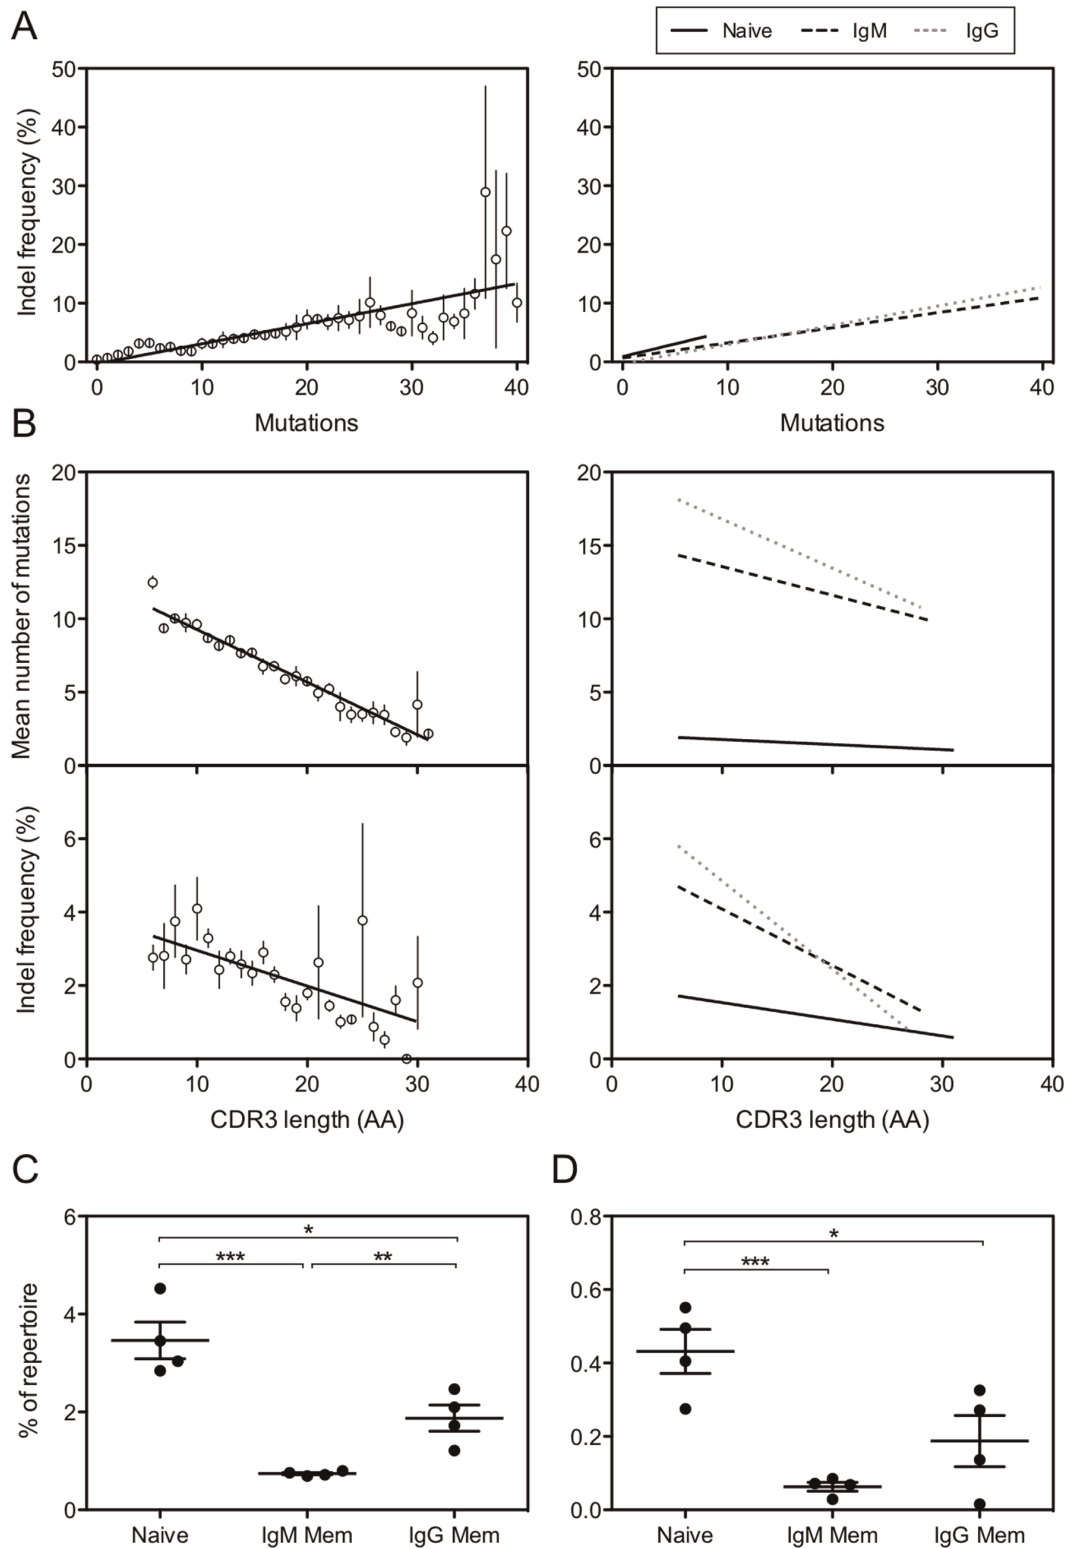 A
Naive IgM IgG
Indel frequency (%)
50 40 30 20 10 0
0 10 20 30 40
Mutations
50 40 30 20 10 0
0 10 20 30 40
Mutations
B
Mean number of mutations
20 15 10 5 0
20 15 10 5 0
Indel frequency (%)
6 4 2 0
0 10 20 30 40
CDR3 length (AA)
6 4 2 0
0 10 20 30 40
CDR3 length (AA)
C
% of repertoire
6 4 2 0
*
*** **
Naive IgM Mem IgG Mem
D
0.8 0.6 0.4 0.2 0.0
*
***
Naive IgM Mem IgG Mem